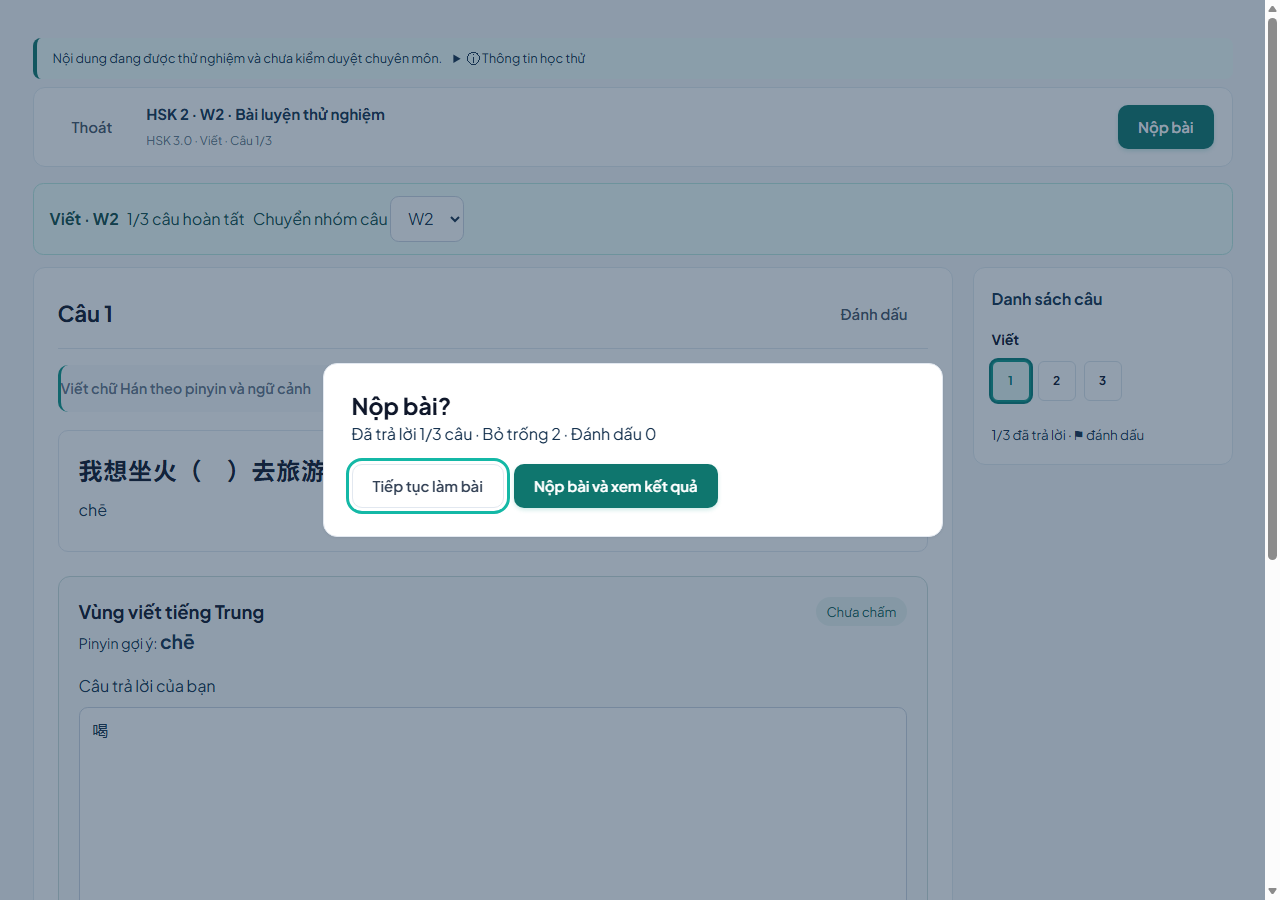 Nội dung đang được thử nghiệm và chưa kiểm duyệt chuyên môn. ▶ ⓘ Thông tin học thử
Thoát
HSK 2 · W2 · Bài luyện thử nghiệm
HSK 3.0 · Viết · Câu 1/3
Nộp bài
Viết · W2 1/3 câu hoàn tất Chuyển nhóm câu W2
Câu 1
Đánh dấu
Viết chữ Hán theo pinyin và ngữ cảnh
我想坐火（ ）去旅游
chē
Nộp bài?
Đã trả lời 1/3 câu · Bỏ trống 2 · Đánh dấu 0
Tiếp tục làm bài
Nộp bài và xem kết quả
Vùng viết tiếng Trung
Chưa chấm
Pinyin gợi ý: chē
Câu trả lời của bạn
喝
Danh sách câu
Viết
1 2 3
1/3 đã trả lời · ⚑ đánh dấu